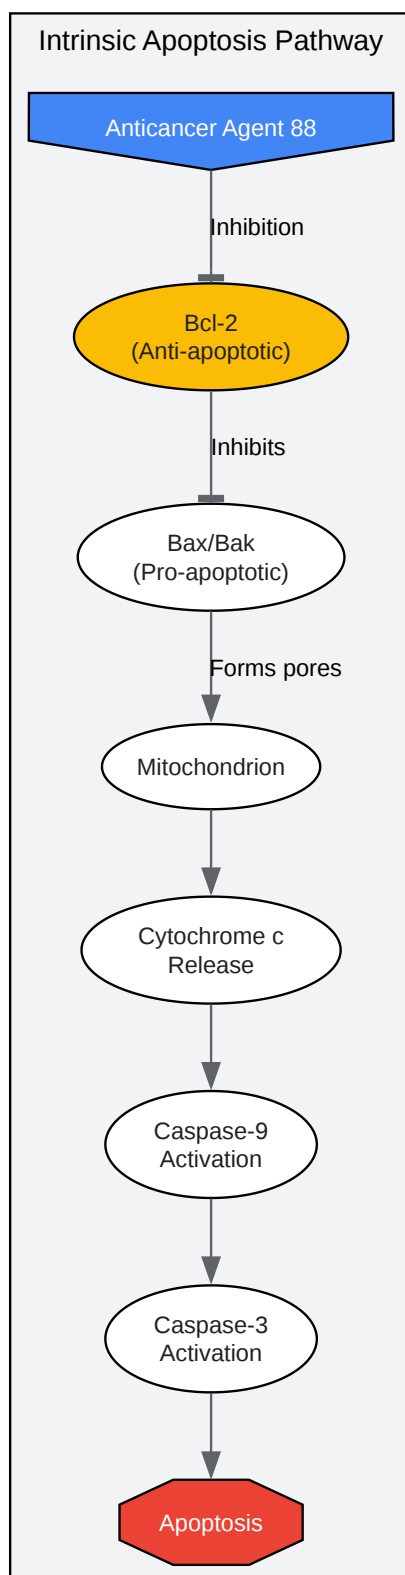 Intrinsic Apoptosis Pathway
Anticancer Agent 88
Inhibition
Bcl-2
(Anti-apoptotic)
Inhibits
Bax/Bak
(Pro-apoptotic)
Forms pores
Mitochondrion
Cytochrome c
Release
Caspase-9
Activation
Caspase-3
Activation
Apoptosis